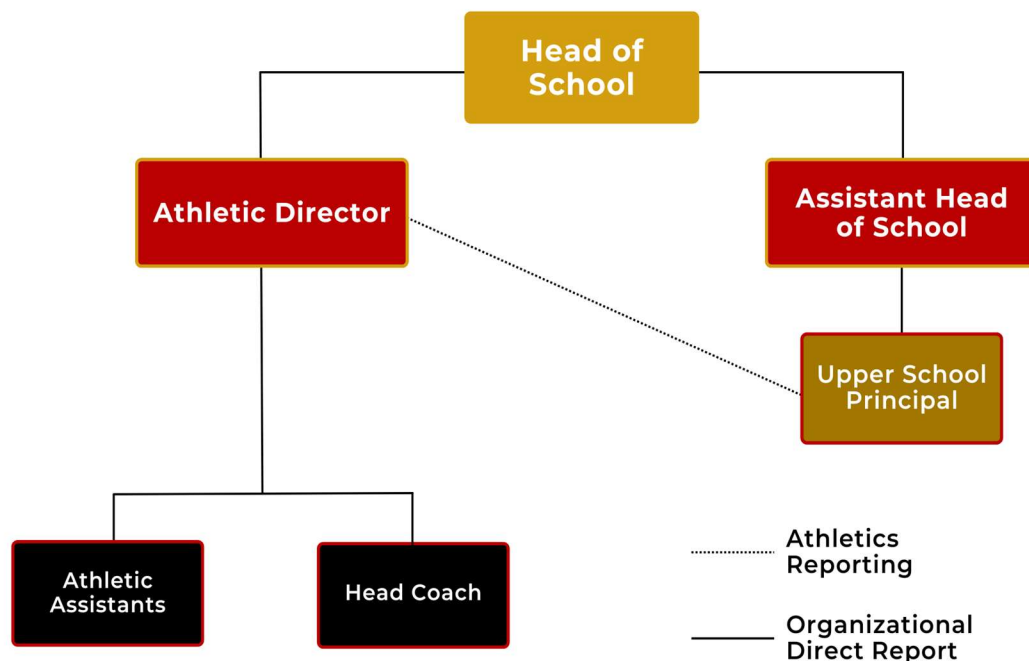 Head of
School
Athletic Director
Assistant Head
of School
Upper School
Principal
Athletic
Assistants
Head Coach
Athletics
Reporting
Organizational
Direct Report